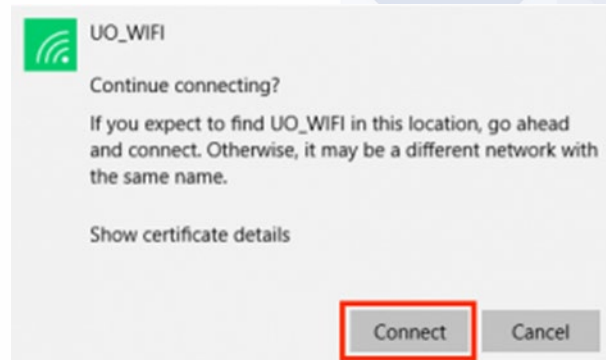 UO_WIFI
Continue connecting?
If you expect to find UO_WIFI in this location, go ahead
and connect. Otherwise, it may be a different network with
the same name.
Show certificate details
Connect Cancel